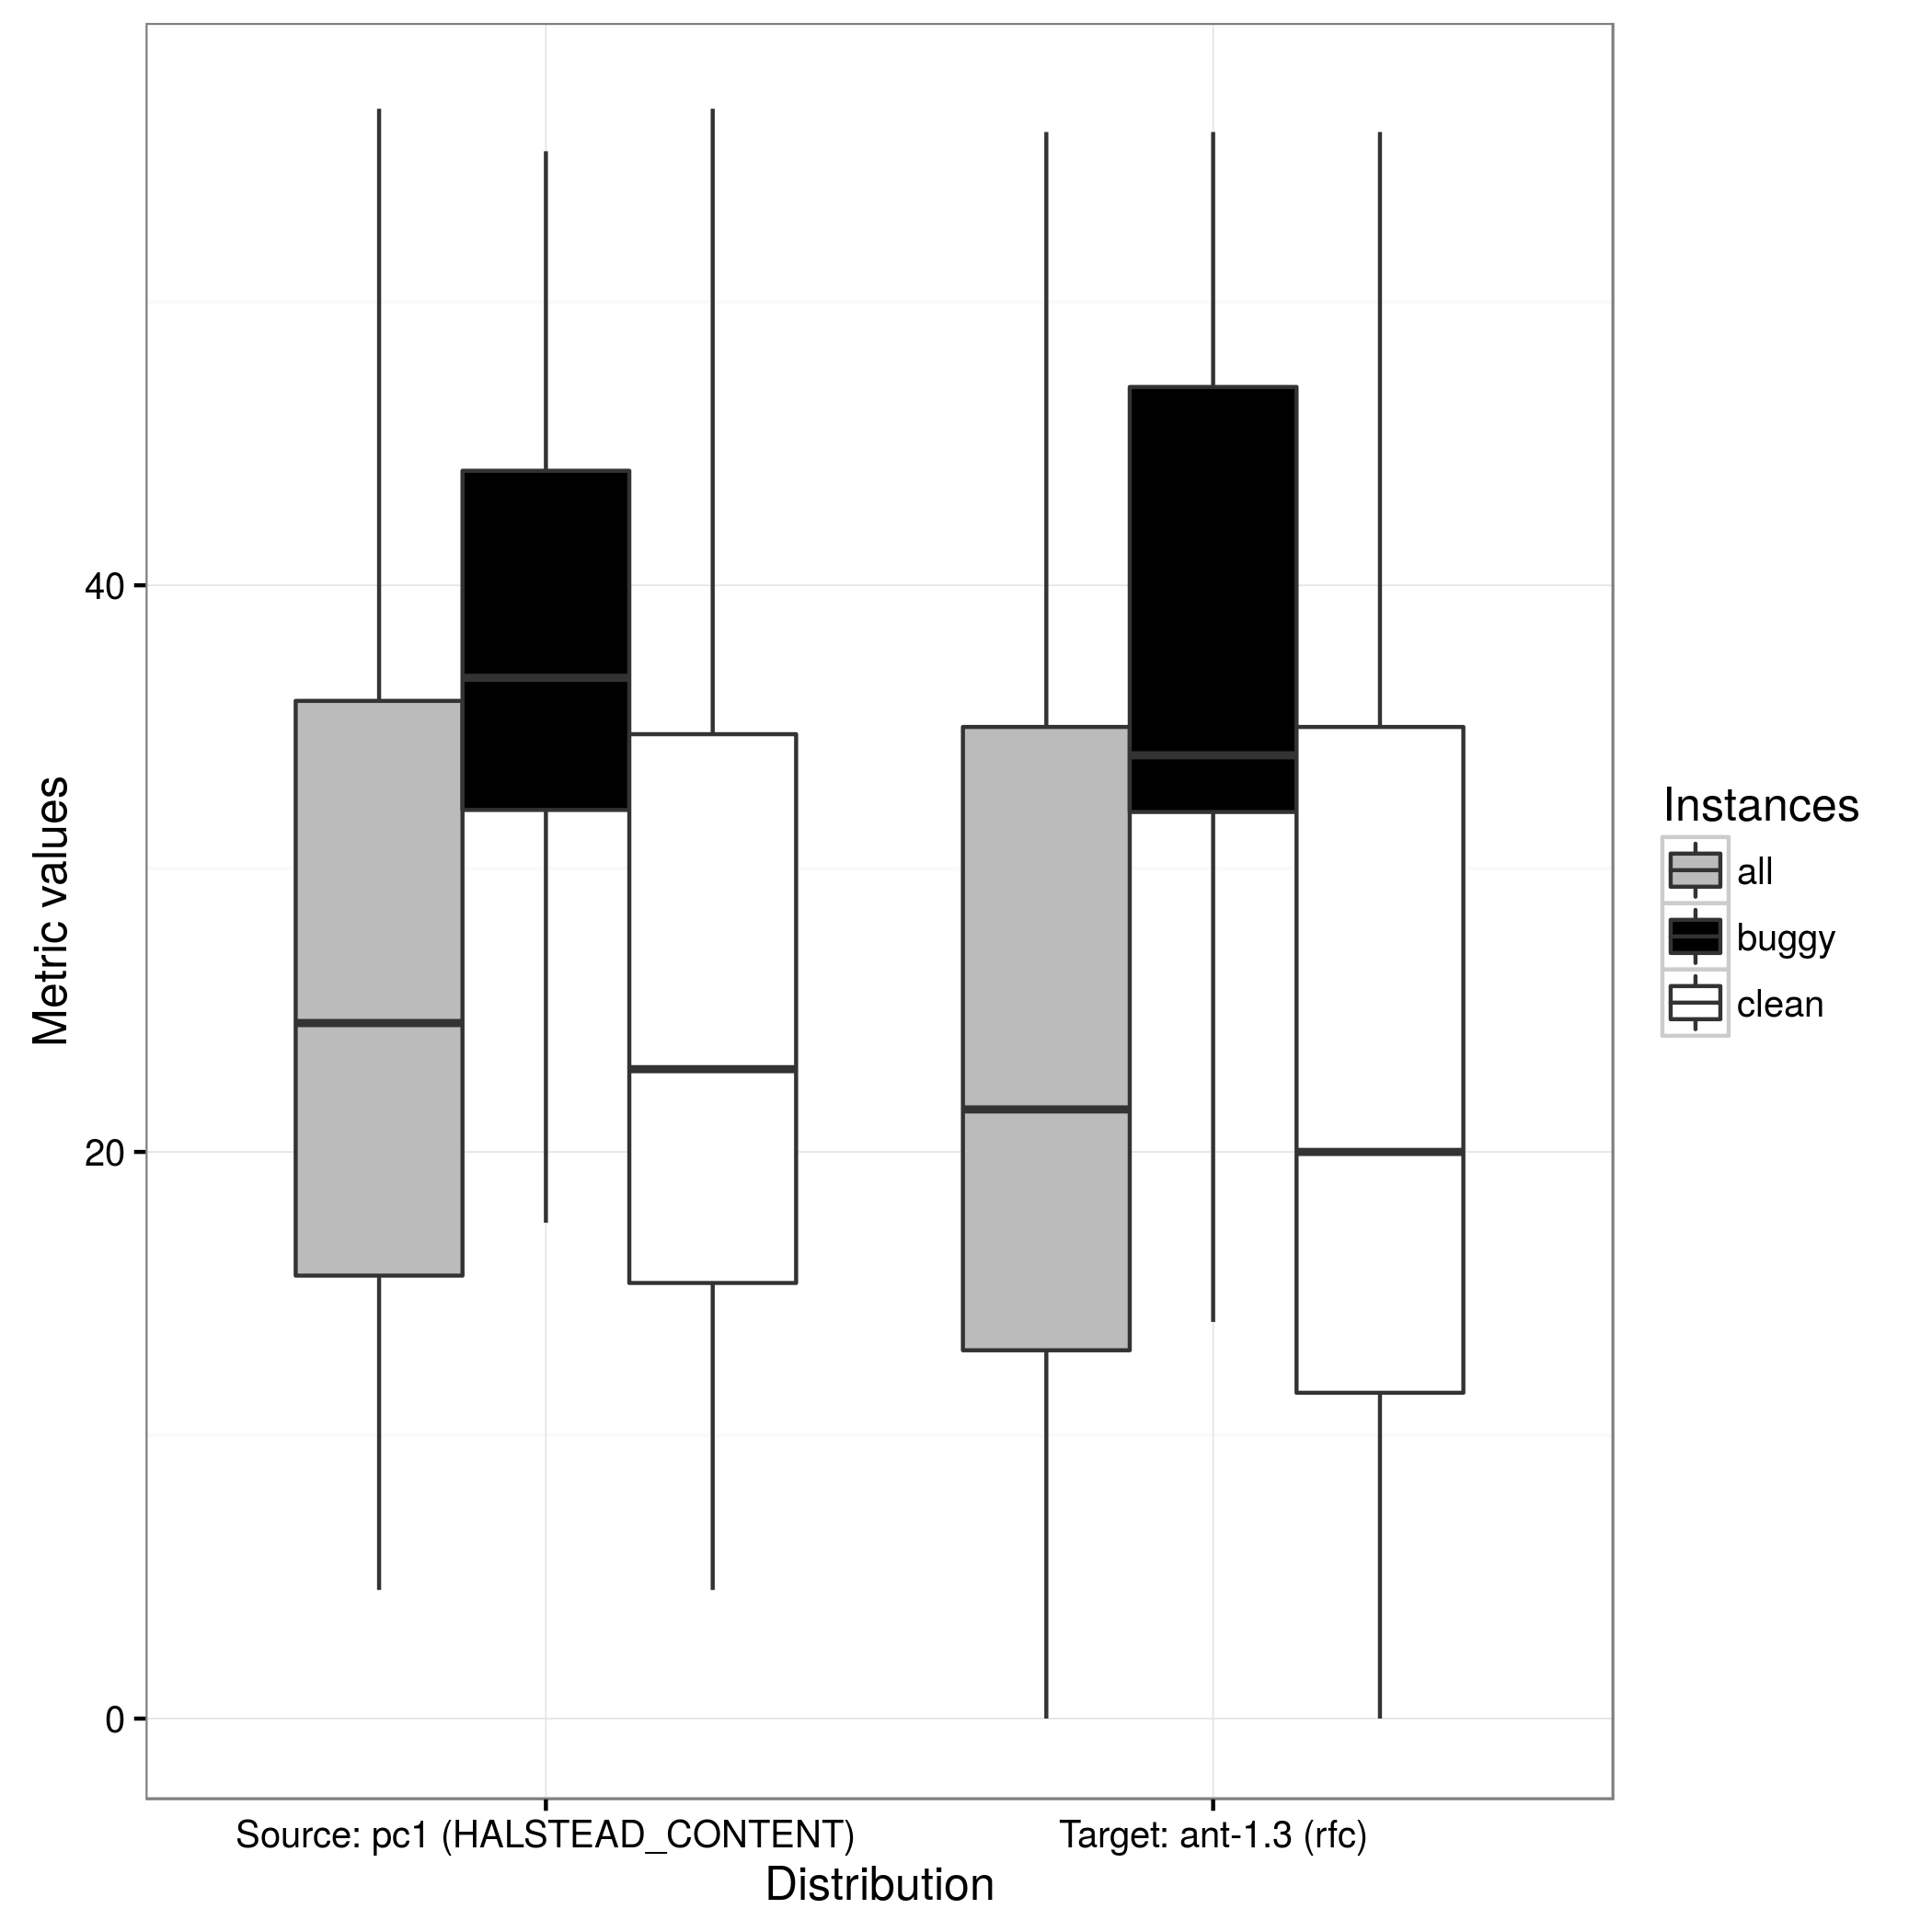 Metric values
40
20
0
Source: pc1 (HALSTEAD_CONTENT)
Target: ant-1.3 (rfc)
Distribution
Instances
all
buggy
clean